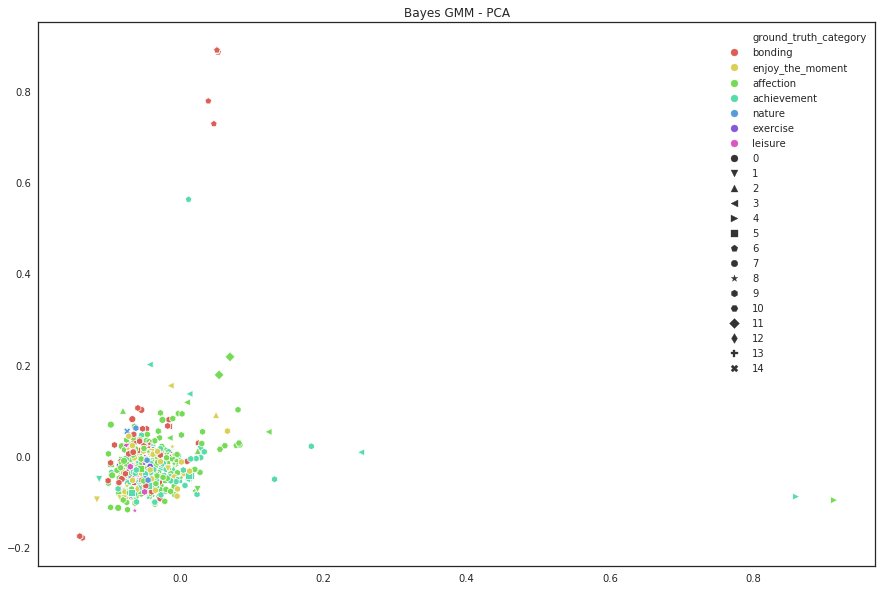 Bayes GMM - PCA
ground_truth_category
bonding
enjoy_the_moment
affection
achievement
nature
exercise
leisure
0
1
2
3
4
5
6
7
8
9
10
11
12
13
14
0.8
0.6
0.4
0.2
0.0
−0.2
0.0 0.2 0.4 0.6 0.8